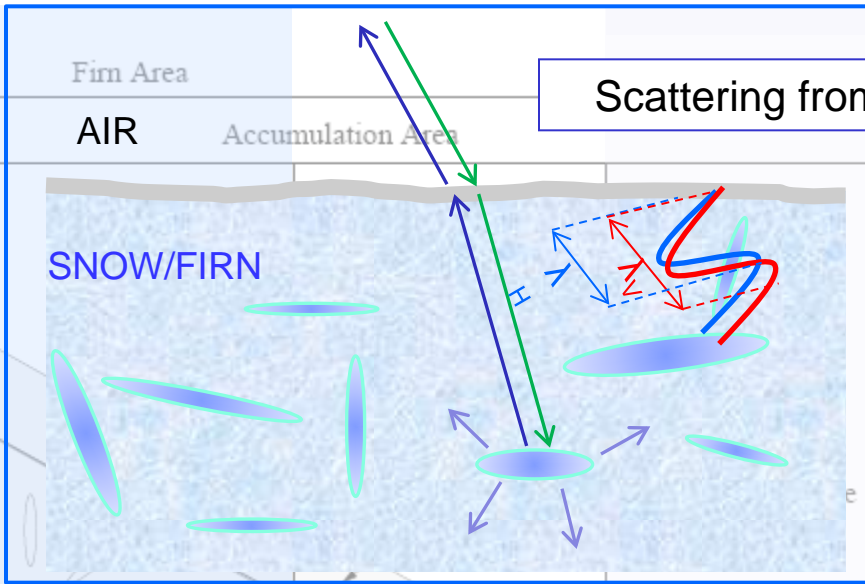 Firn Area
Scattering from
AIR
Accumulation Area
SNOW/FIRN
λ
H
λ
V
e